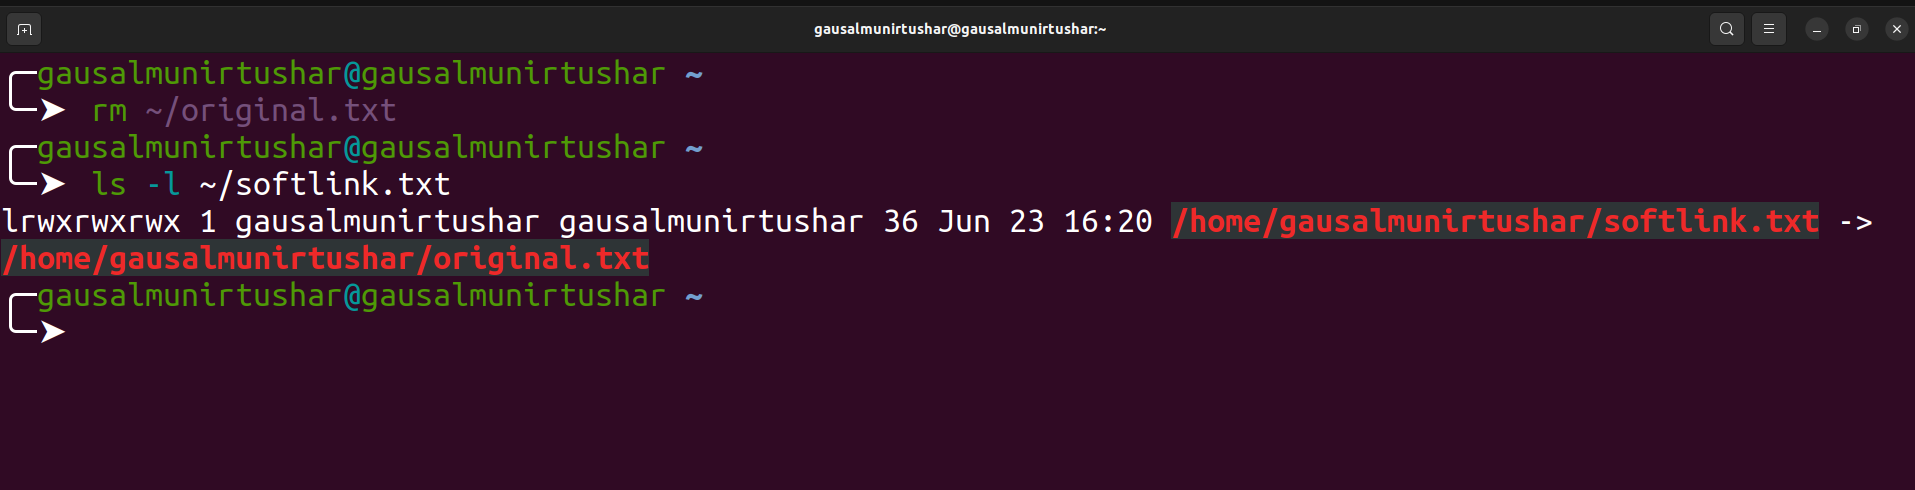 gausalmunirtushar@gausalmunirtushar:~
gausalmunirtushar@gausalmunirtushar ~
➤ rm ~/original.txt
gausalmunirtushar@gausalmunirtushar ~
➤ ls -l ~/softlink.txt
lrwxrwxrwx 1 gausalmunirtushar gausalmunirtushar 36 Jun 23 16:20 /home/gausalmunirtushar/softlink.txt ->
/home/gausalmunirtushar/original.txt
gausalmunirtushar@gausalmunirtushar ~
➤